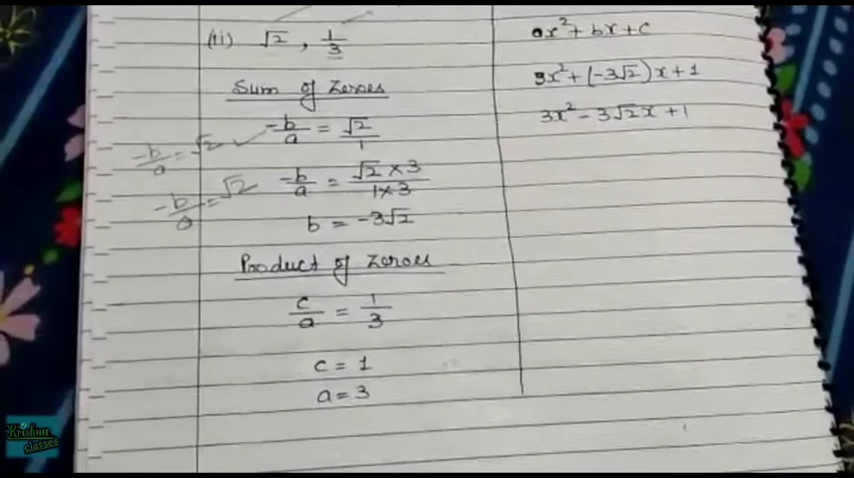 (ii) √2 , 1/3
Sum of Zeroes
-b/a = √2/1
-b/a = √2
-b/a = √2 × 3 / 1 × 3
-b/a = √2
b = -3√2
Product of Zeroes
c/a = 1/3
c = 1
a = 3
ax² + bx + c
3x² + (-3√2) x + 1
3x² - 3√2x + 1
Krishna
classes